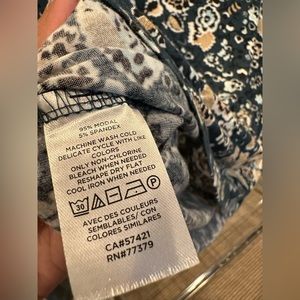 95% MODAL
5% SPANDEX
MACHINE WASH COLD
DELICATE CYCLE WITH LIKE
COLORS
ONLY NON-CHLORINE
BLEACH WHEN NEEDED
RESHAPE DRY FLAT
COOL IRON WHEN NEEDED
30
P
AVEC DES COULEURS
SEMBLABLES/ CON
COLORES SIMILARES
CA#57421
RN#77379